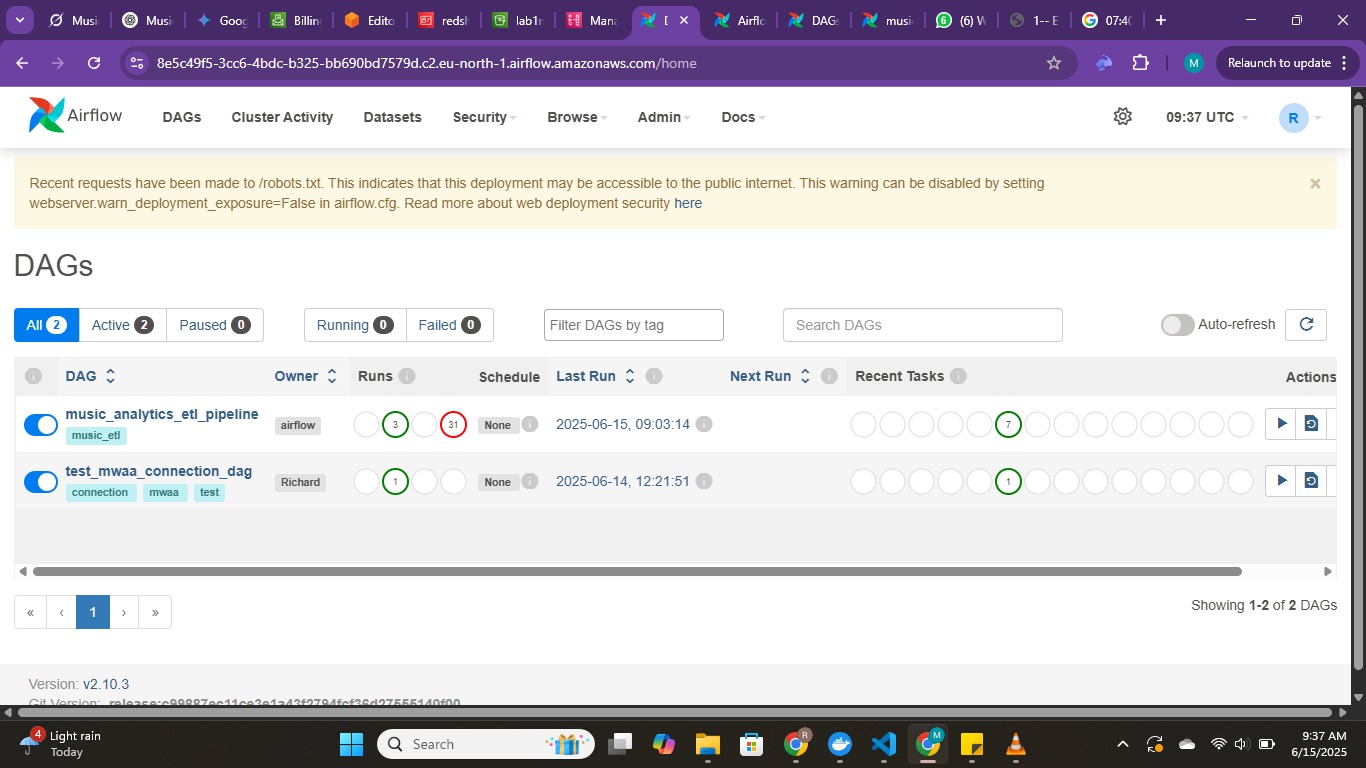 Music
Music
Goog
Billin
Edito
redsh
lab1r
Mana
Airflo
DAGs
music
(6) W
1-- E
07:40
8e5c49f5-3cc6-4bdc-b325-bb690bd7579d.c2.eu-north-1.airflow.amazonaws.com/home
M
Relaunch to update
Airflow
DAGs
Cluster Activity
Datasets
Security
Browse
Admin
Docs
09:37 UTC
R
Recent requests have been made to /robots.txt. This indicates that this deployment may be accessible to the public internet. This warning can be disabled by setting
webserver.warn_deployment_exposure=False in airflow.cfg. Read more about web deployment security here
×
DAGs
All 2
Active 2
Paused 0
Running 0
Failed 0
Filter DAGs by tag
Search DAGs
Auto-refresh
DAG
Owner
Runs
Schedule
Last Run
Next Run
Recent Tasks
Actions
music_analytics_etl_pipeline
music_etl
airflow
3
31
None
2025-06-15, 09:03:14
7
test_mwaa_connection_dag
connection
mwaa
test
Richard
1
None
2025-06-14, 12:21:51
1
«
‹
1
›
»
Showing 1-2 of 2 DAGs
Version: v2.10.3
Git Version: .release:c99887ec11ce3e1a43f2794fcf36d27555140f00
4
Light rain
Today
Search
R
M
9:37 AM
6/15/2025